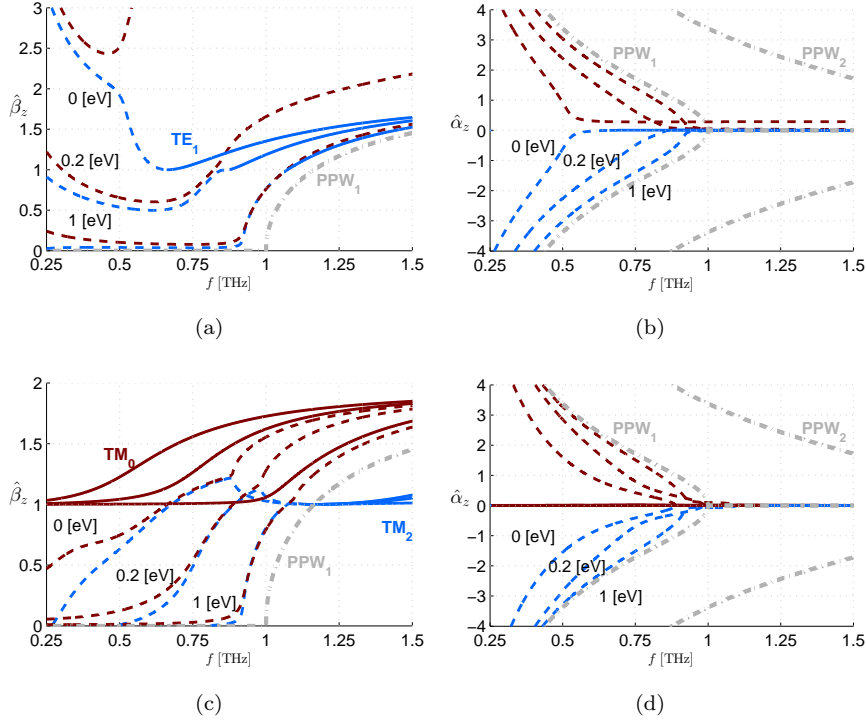 3
2.5
2
1.5
1
0.5
0
β̂z
0 [eV]
0.2 [eV]
1 [eV]
TE1
PPW1
0.25 0.5 0.75 1 1.25 1.5
f [THz]
(a)
4
3
2
1
0
−1
−2
−3
−4
α̂z
PPW1
PPW2
0 [eV]
0.2 [eV]
1 [eV]
0.25 0.5 0.75 1 1.25 1.5
f [THz]
(b)
2
1.5
1
0.5
0
β̂z
TM0
0 [eV]
0.2 [eV]
1 [eV]
PPW1
TM2
0.25 0.5 0.75 1 1.25 1.5
f [THz]
(c)
4
3
2
1
0
−1
−2
−3
−4
α̂z
PPW1
PPW2
0 [eV]
0.2 [eV]
1 [eV]
0.25 0.5 0.75 1 1.25 1.5
f [THz]
(d)